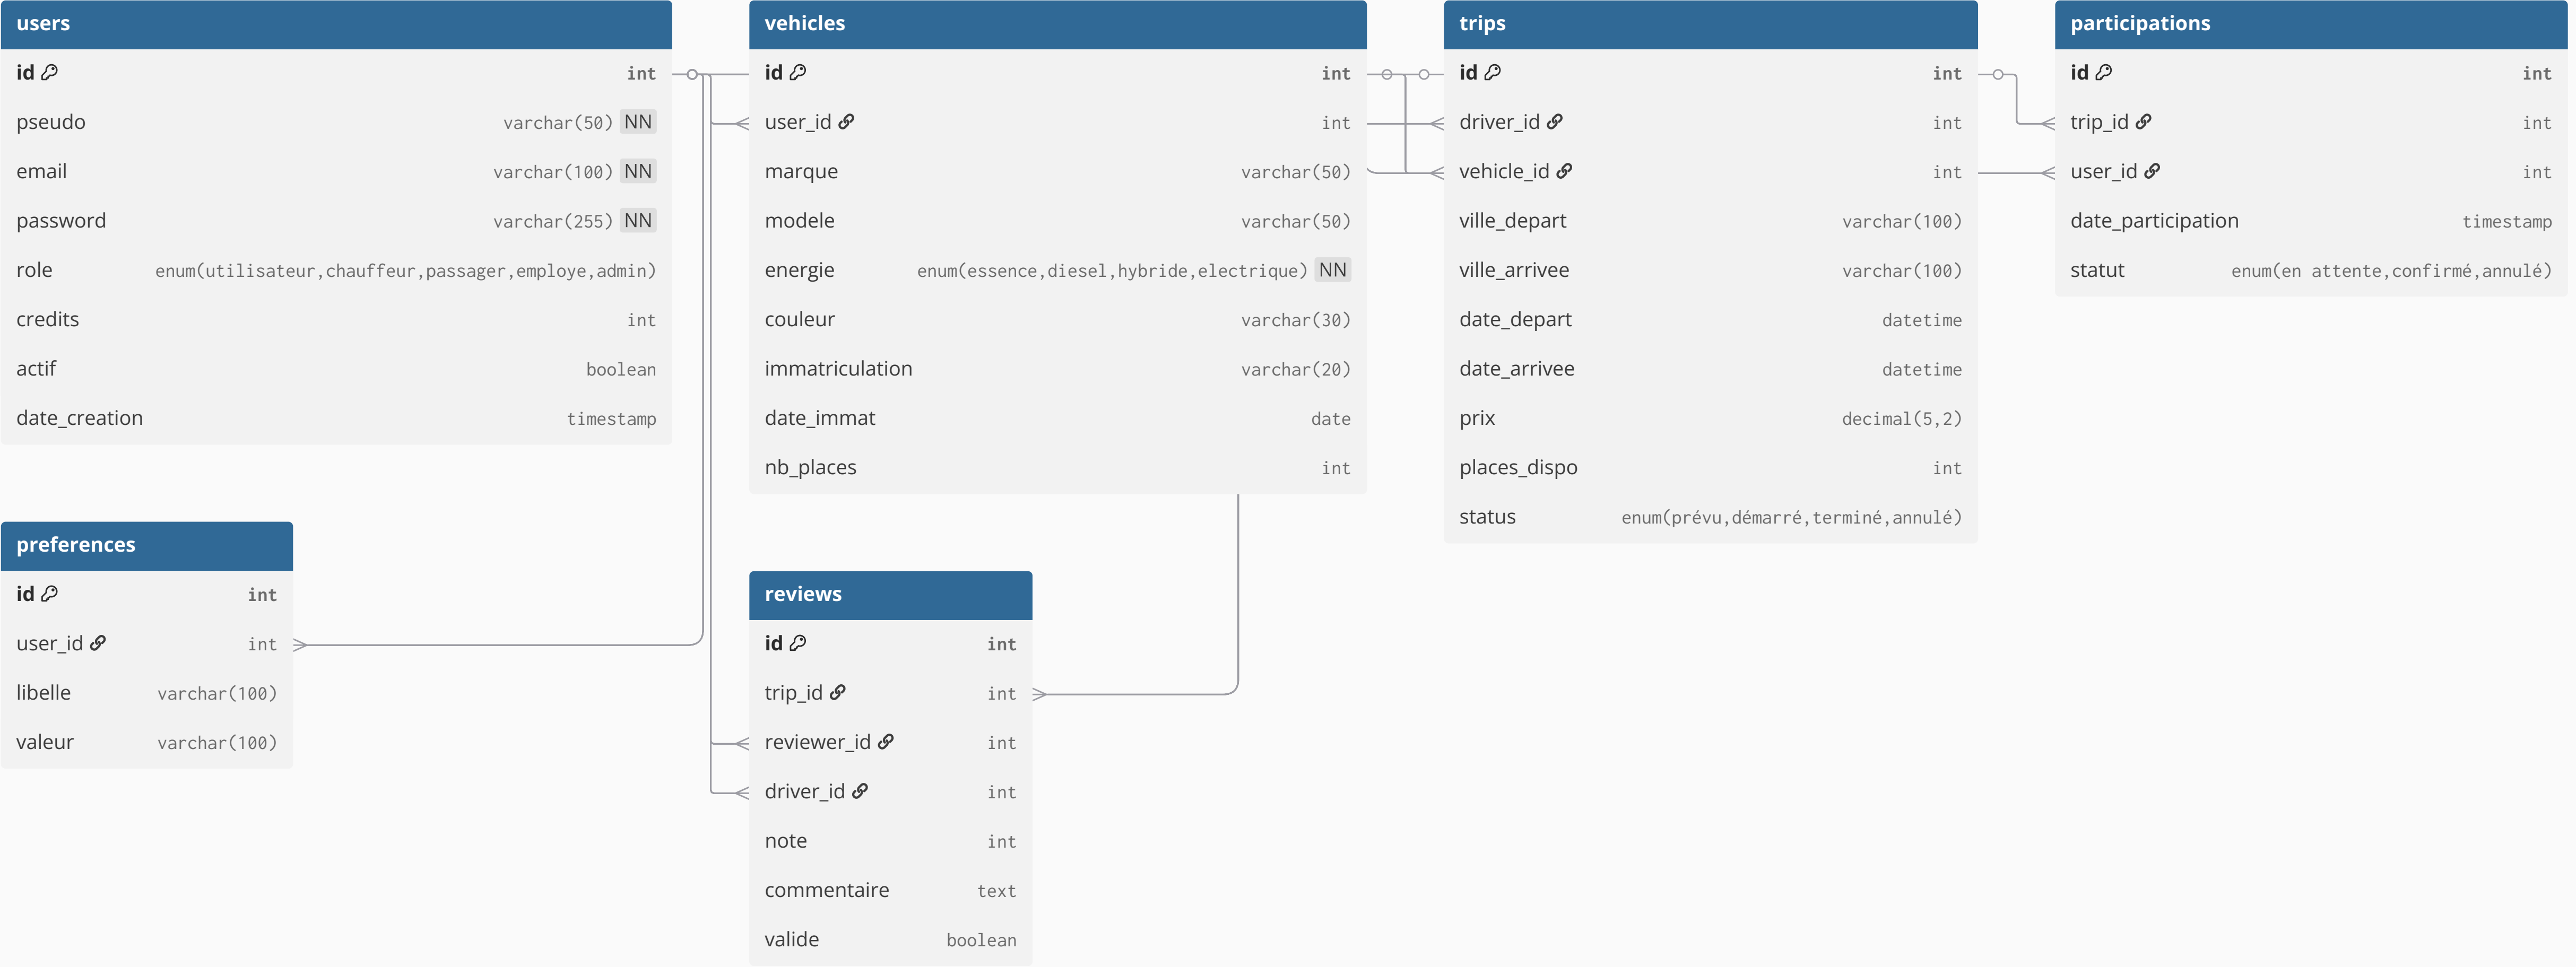 users
id int
pseudo varchar(50) NN
email varchar(100) NN
password varchar(255) NN
role enum(utilisateur,chauffeur,passager,employe,admin)
credits int
actif boolean
date_creation timestamp
vehicles
id int
user_id int
marque varchar(50)
modele varchar(50)
energie enum(essence,diesel,hybride,electrique) NN
couleur varchar(30)
immatriculation varchar(20)
date_immat date
nb_places int
trips
id int
driver_id int
vehicle_id int
ville_depart varchar(100)
ville_arrivee varchar(100)
date_depart datetime
date_arrivee datetime
prix decimal(5,2)
places_dispo int
status enum(prévu,démarré,terminé,annulé)
participations
id int
trip_id int
user_id int
date_participation timestamp
statut enum(en attente,confirmé,annulé)
preferences
id int
user_id int
libelle varchar(100)
valeur varchar(100)
reviews
id int
trip_id int
reviewer_id int
driver_id int
note int
commentaire text
valide boolean